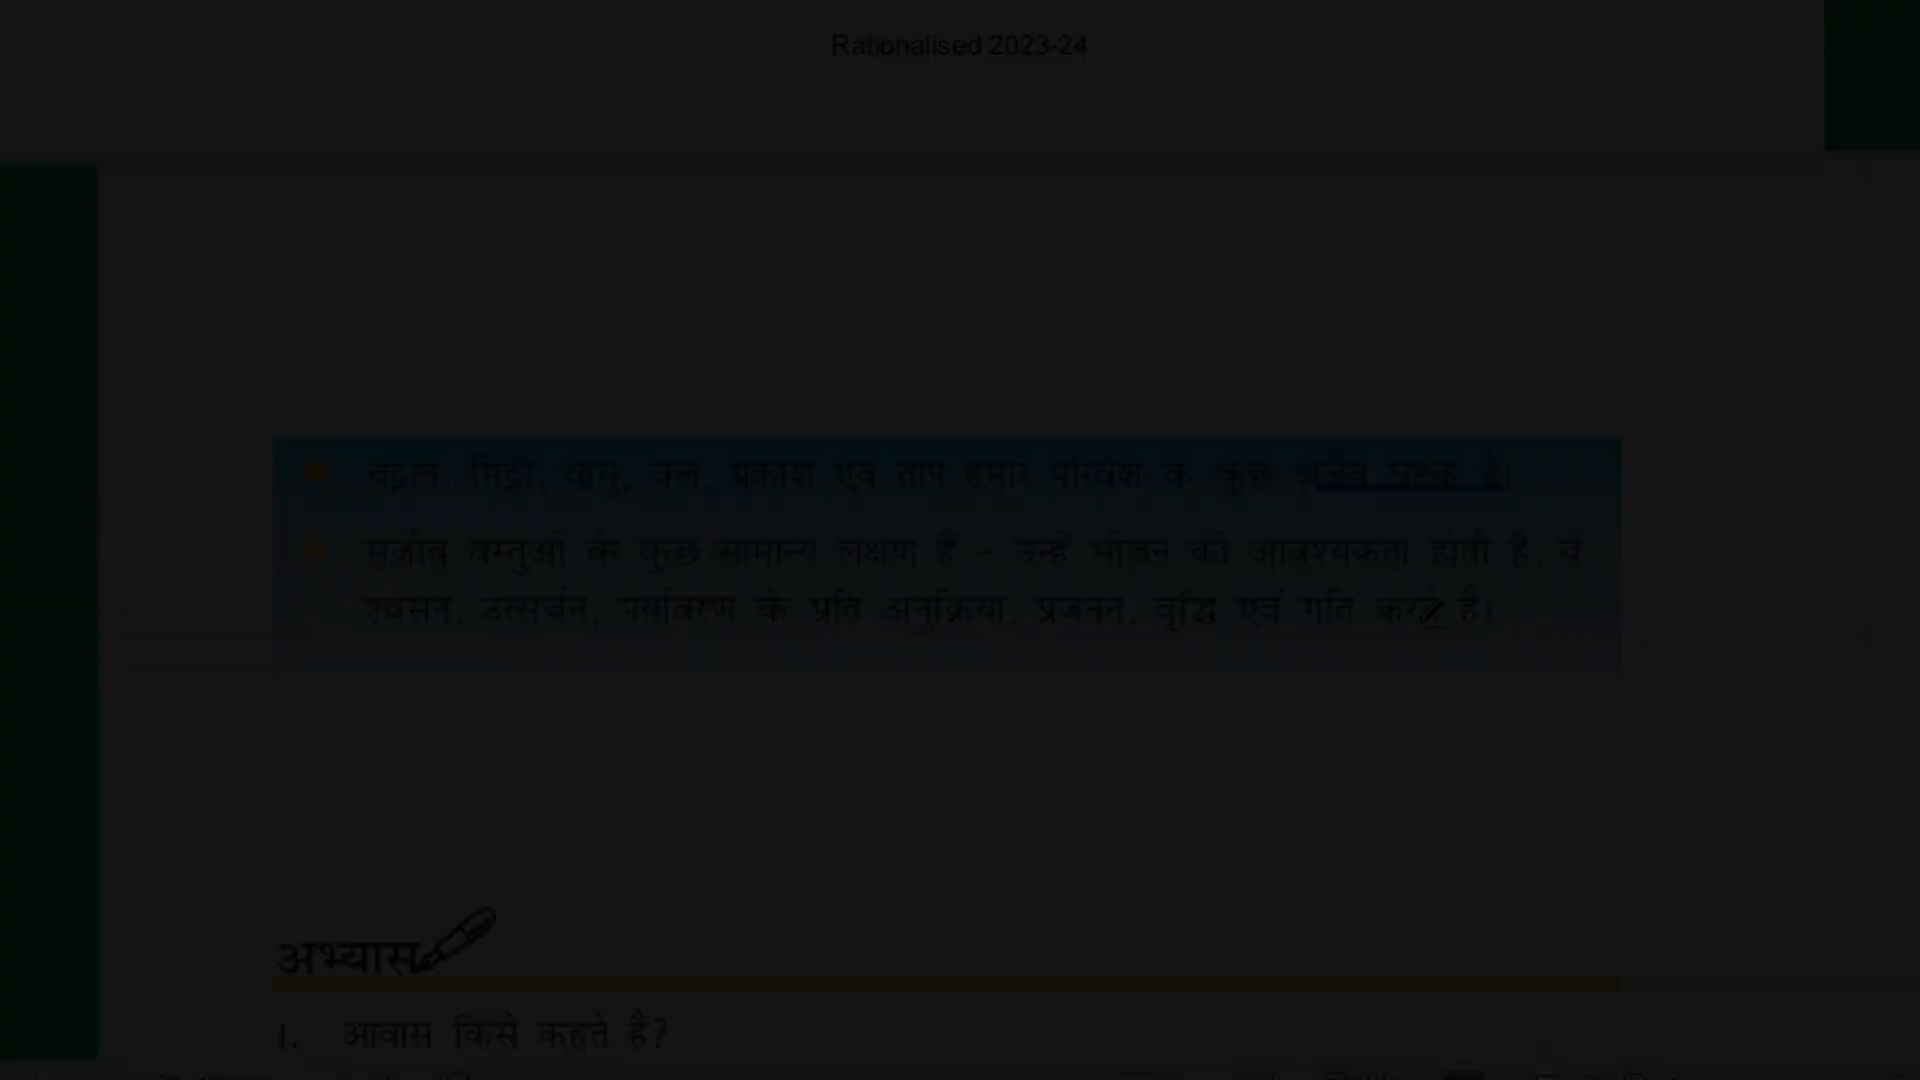 Rationalised 2023-24
चट्टान, मिट्टी, वायु, जल, प्रकाश एवं ताप हमारे परिवेश के कुछ अजैव घटक हैं।
सजीव वस्तुओं के कुछ सामान्य लक्षण हैं – उन्हें भोजन की आवश्यकता होती है, वे
श्वसन, उत्सर्जन, पर्यावरण के प्रति अनुक्रिया, प्रजनन, वृद्धि एवं गति करते हैं।
अभ्यास
1. आवास किसे कहते हैं?